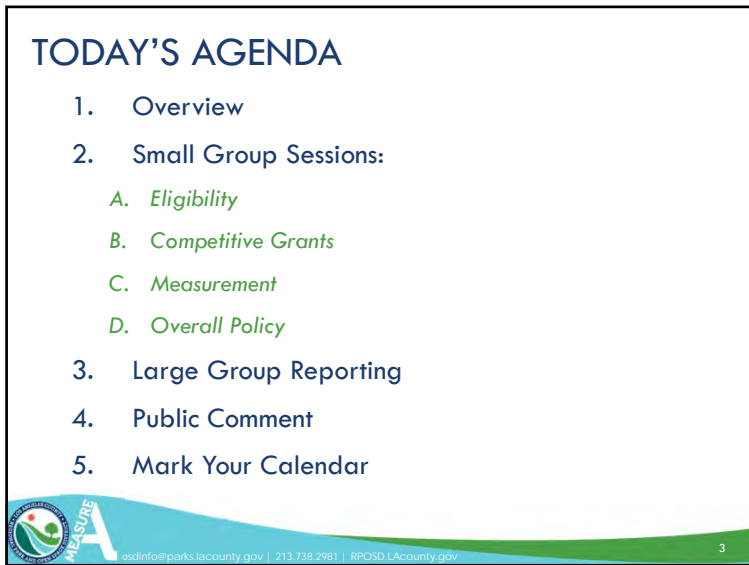 TODAY'S AGENDA
1. Overview
2. Small Group Sessions:
A. Eligibility
B. Competitive Grants
C. Measurement
D. Overall Policy
3. Large Group Reporting
4. Public Comment
5. Mark Your Calendar
MEASURE A
osdinfo@parks.lacounty.gov | 213.738.2981 | RPOSD.LAcounty.gov
3